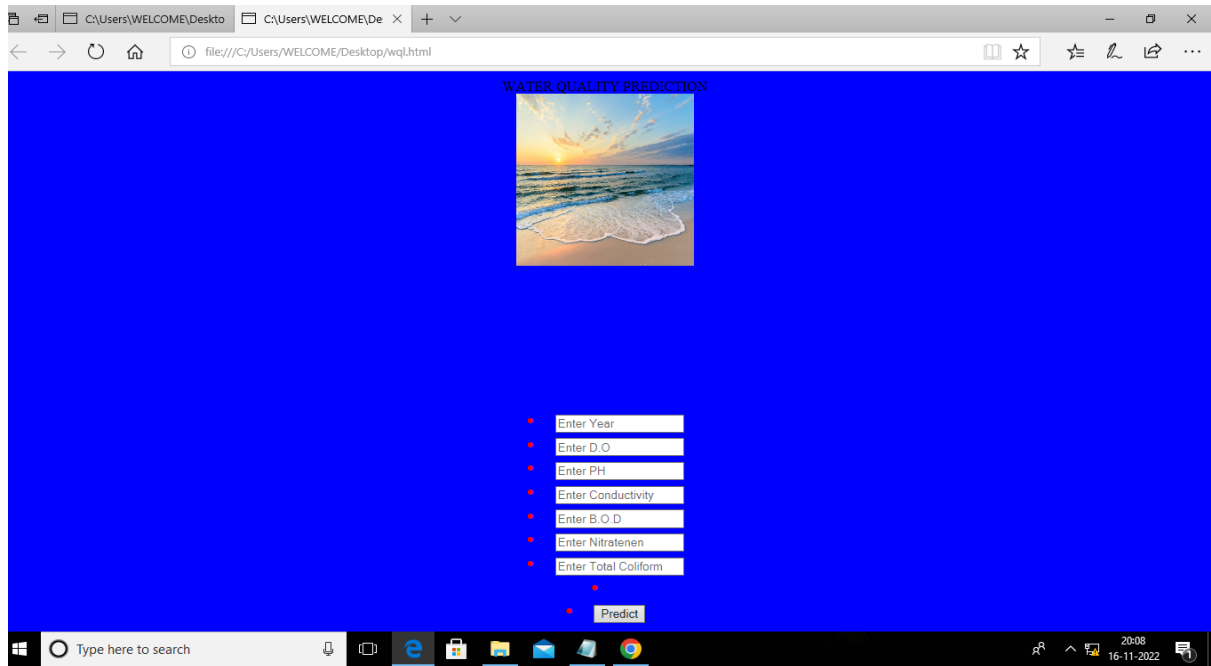 C:\Users\WELCOME\Deskto
C:\Users\WELCOME\De
file:///C:/Users/WELCOME/Desktop/wql.html
WATER QUALITY PREDICTION
Enter Year
Enter D.O
Enter PH
Enter Conductivity
Enter B.O.D
Enter Nitratenen
Enter Total Coliform
Predict
Type here to search
20:08
16-11-2022
1